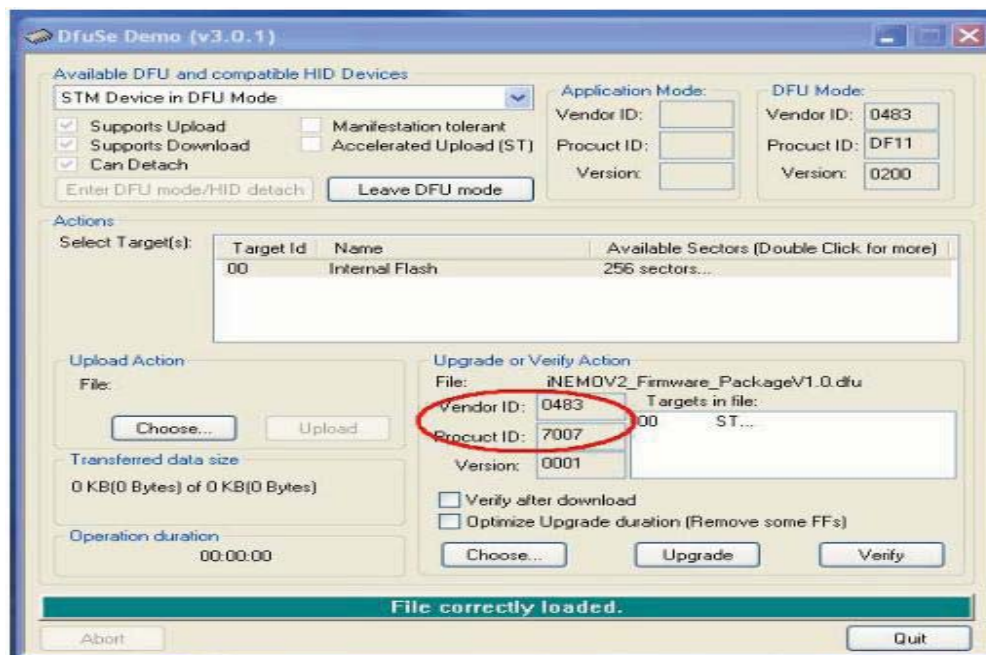 DfuSe Demo (v3.0.1)
Available DFU and compatible HID Devices
STM Device in DFU Mode
Supports Upload
Manifestation tolerant
Supports Download
Accelerated Upload (ST)
Can Detach
Enter DFU mode/HID detach
Leave DFU mode
Application Mode:
Vendor ID:
Procuct ID:
Version:
DFU Mode:
Vendor ID: 0483
Procuct ID: DF11
Version: 0200
Actions
Select Target(s):
Target Id Name Available Sectors (Double Click for more)
00 Internal Flash 256 sectors...
Upload Action
File:
Choose...
Upload
Transferred data size
0 KB(0 Bytes) of 0 KB(0 Bytes)
Operation duration
00:00:00
Upgrade or Verify Action
File: iNEMOV2_Firmware_PackageV1.0.dfu
Vendor ID: 0483
Procuct ID: 7007
Version: 0001
Targets in file:
00 ST...
Verify after download
Optimize Upgrade duration (Remove some FFs)
Choose...
Upgrade
Verify
File correctly loaded.
Abort
Quit